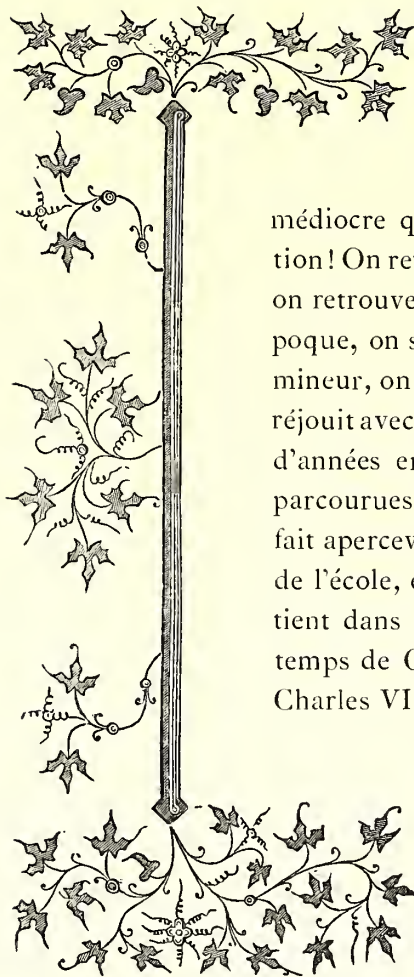 médiocre q
tion! On re
on retrouve
poque, on s
mineur, on
réjouit avec
d'années en
parcourues
fait apercev
de l'école, e
tient dans
temps de C
Charles VI